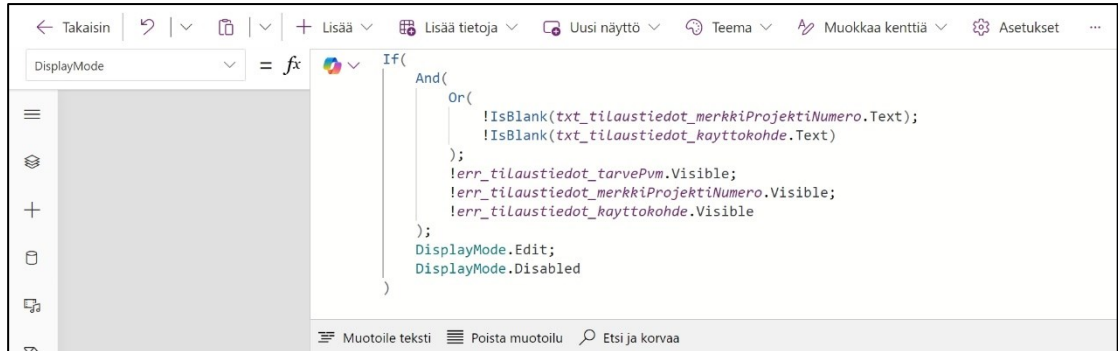 Takaisin
Lisää
Lisää tietoja
Uusi näyttö
Teema
Muokkaa kenttiä
Asetukset
...
DisplayMode
= fx
If(
And(
Or(
!IsBlank(txt_tilaustiedot_merkkiProjektiNumero.Text);
!IsBlank(txt_tilaustiedot_kayttokohde.Text)
);
!err_tilaustiedot_tarvePvm.Visible;
!err_tilaustiedot_merkkiProjektiNumero.Visible;
!err_tilaustiedot_kayttokohde.Visible
);
DisplayMode.Edit;
DisplayMode.Disabled
)
Muotoile teksti
Poista muotoilu
Etsi ja korvaa